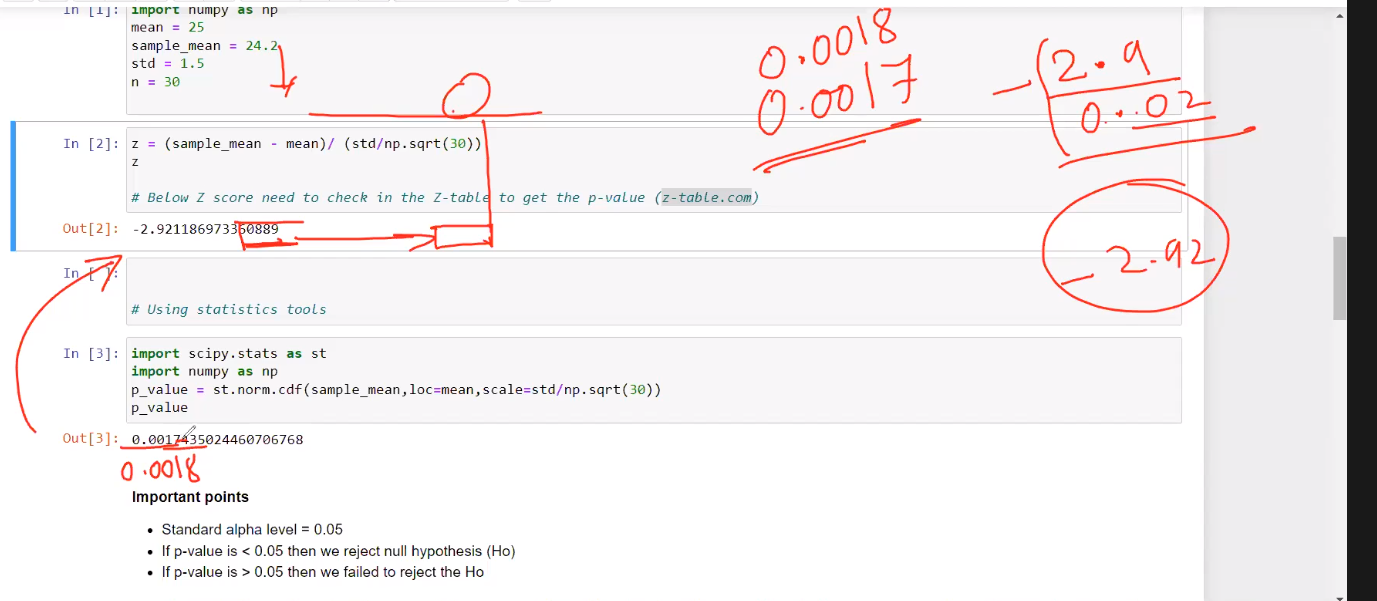 In [1]: import numpy as np
mean = 25
sample_mean = 24.2
std = 1.5
n = 30
0.0018
0.0017
-(2.9
0.02
In [2]: z = (sample_mean - mean)/ (std/np.sqrt(30))
z
# Below Z score need to check in the Z-table to get the p-value (z-table.com)
Out[2]: -2.921186973360889
-2.92
In [ ]:
# Using statistics tools
In [3]: import scipy.stats as st
import numpy as np
p_value = st.norm.cdf(sample_mean,loc=mean,scale=std/np.sqrt(30))
p_value
Out[3]: 0.0017435024460706768
0.0018
Important points
• Standard alpha level = 0.05
• If p-value is < 0.05 then we reject null hypothesis (Ho)
• If p-value is > 0.05 then we failed to reject the Ho